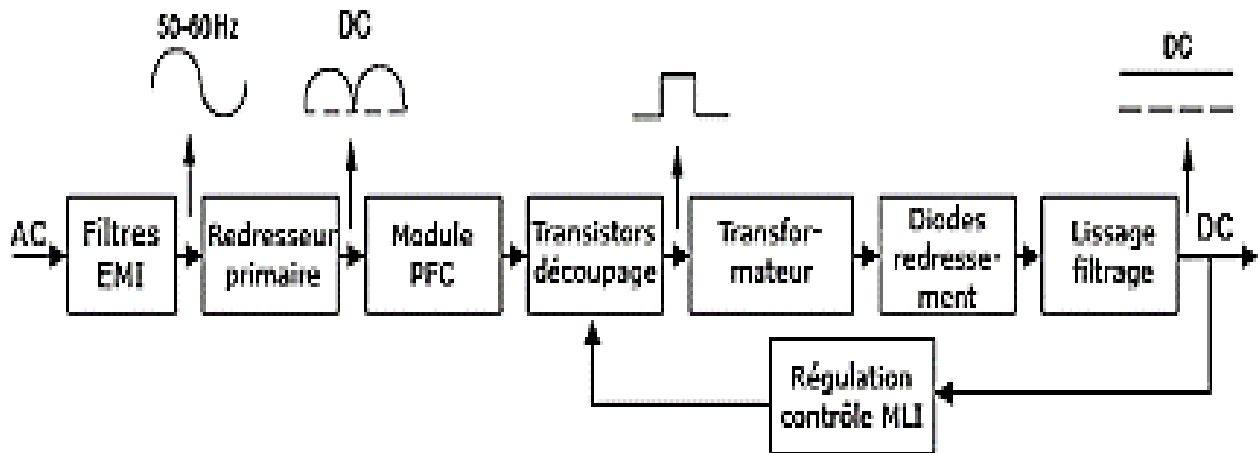 50-60Hz
DC
DC
AC
Filtres
EMI
Redresseur
primaire
Module
PFC
Transistors
découpage
Transfor-
mateur
Diodes
redresse-
ment
Lissage
filtrage
DC
Régulation
contrôle MLI